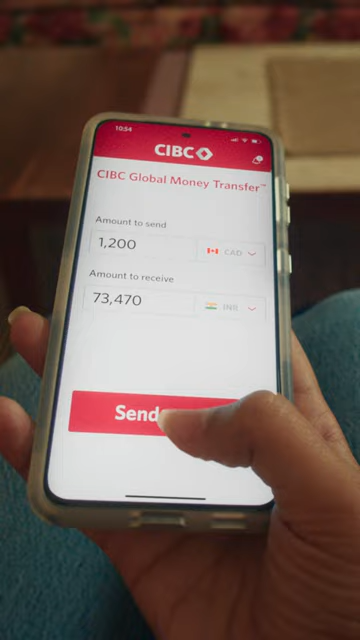 10:54
CIBC
CIBC Global Money Transfer™
Amount to send
1,200
CAD
Amount to receive
73,470
INR
Send